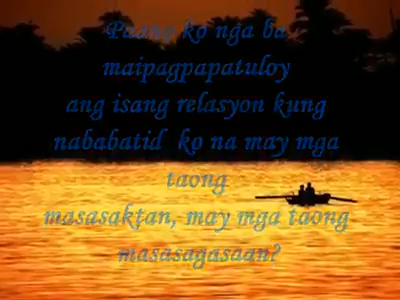 Paano ko nga ba
maipagpapatuloy
ang isang relasyon kung
nababatid ko na may mga
taong
masasaktan, may mga taong
masasagasaan?